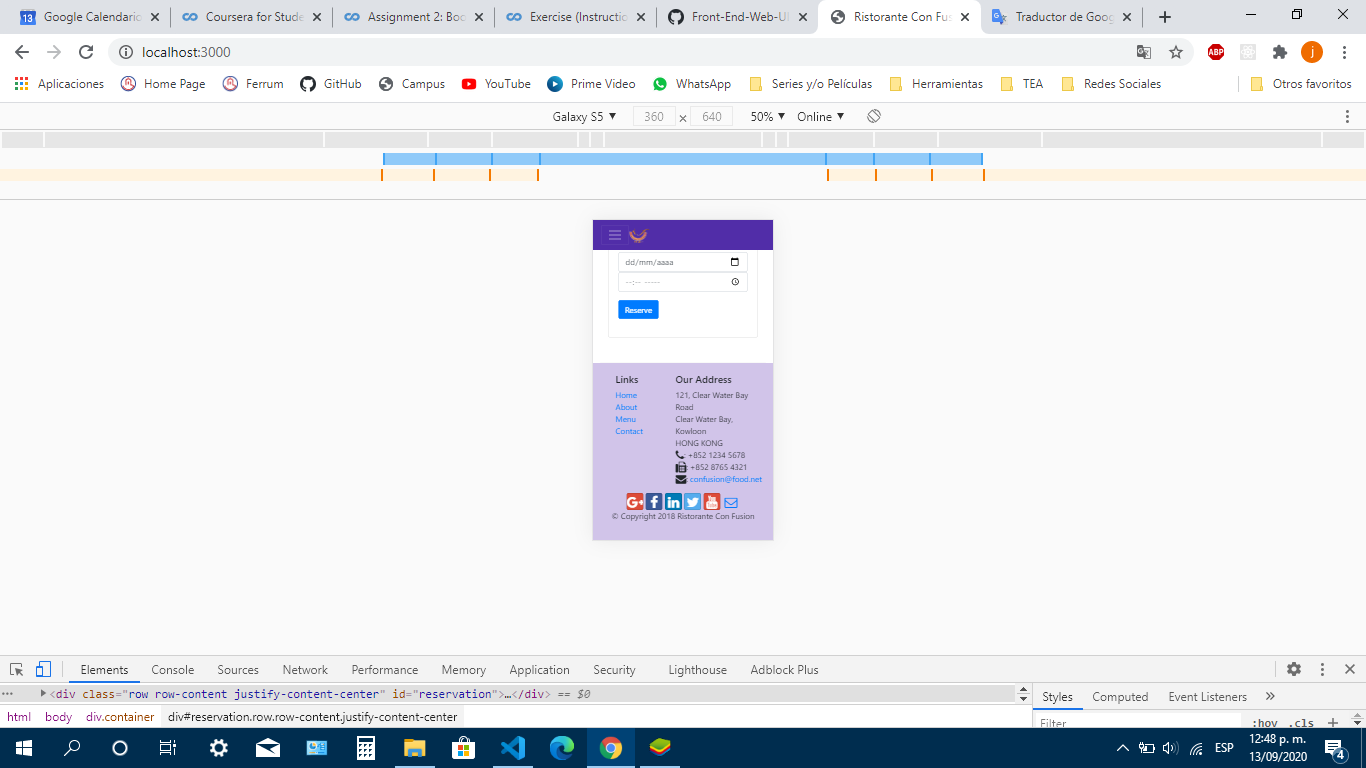 Google Calendario
Coursera for Stude
Assignment 2: Boo
Exercise (Instructio
Front-End-Web-UI
Ristorante Con Fus
Traductor de Goog
localhost:3000
ABP
j
Aplicaciones
Home Page
Ferrum
GitHub
Campus
YouTube
Prime Video
WhatsApp
Series y/o Películas
Herramientas
TEA
Redes Sociales
Otros favoritos
Galaxy S5 ▼ 360 × 640 50% ▼ Online ▼
dd/mm/aaaa
--:-- -----
Reserve
Links
Home
About
Menu
Contact
Our Address
121, Clear Water Bay
Road
Clear Water Bay,
Kowloon
HONG KONG
: +852 1234 5678
: +852 8765 4321
: confusion@food.net
© Copyright 2018 Ristorante Con Fusion
Elements Console Sources Network Performance Memory Application Security Lighthouse Adblock Plus
<div class="row row-content justify-content-center" id="reservation">…</div> == $0
html body div.container div#reservation.row.row-content.justify-content-center
Styles Computed Event Listeners »
Filter :hov .cls +
ESP
12:48 p. m.
13/09/2020
4